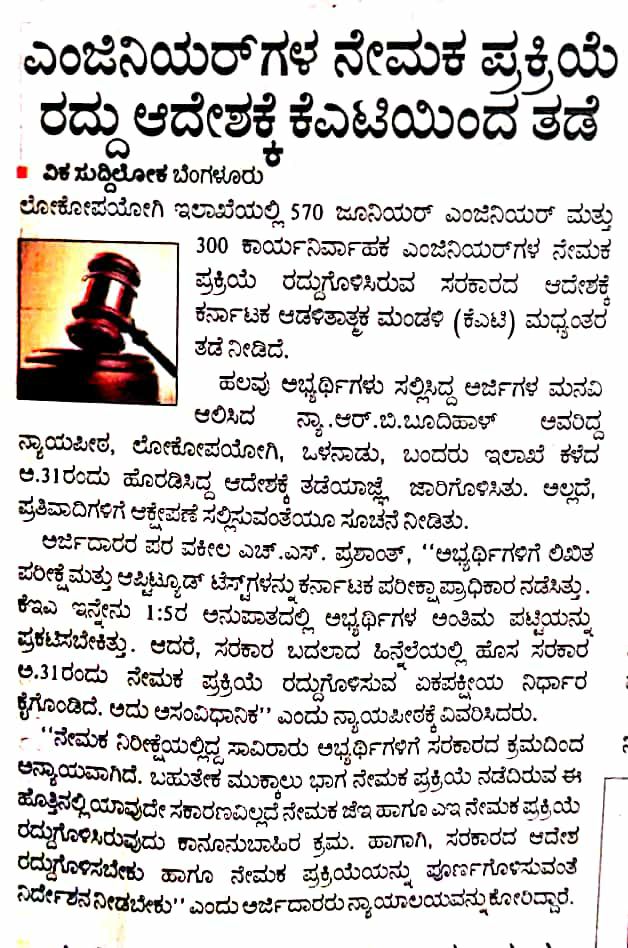 ಎಂಜಿನಿಯರ್‌ಗಳ ನೇಮಕ ಪ್ರಕ್ರಿಯೆ
ರದ್ದು ಆದೇಶಕ್ಕೆ ಕೆಎಟಿಯಿಂದ ತಡೆ
ವಿಕ ಸುದ್ದಿಲೋಕ ಬೆಂಗಳೂರು
ಲೋಕೋಪಯೋಗಿ ಇಲಾಖೆಯಲ್ಲಿ 570 ಜೂನಿಯರ್ ಎಂಜಿನಿಯರ್ ಮತ್ತು
300 ಕಾರ್ಯನಿರ್ವಾಹಕ ಎಂಜಿನಿಯರ್‌ಗಳ ನೇಮಕ
ಪ್ರಕ್ರಿಯೆ ರದ್ದುಗೊಳಿಸಿರುವ ಸರಕಾರದ ಆದೇಶಕ್ಕೆ
ಕರ್ನಾಟಕ ಆಡಳಿತಾತ್ಮಕ ಮಂಡಳಿ (ಕೆಎಟಿ) ಮಧ್ಯಂತರ
ತಡೆ ನೀಡಿದೆ.
ಹಲವು ಅಭ್ಯರ್ಥಿಗಳು ಸಲ್ಲಿಸಿದ್ದ ಅರ್ಜಿಗಳ ಮನವಿ
ಆಲಿಸಿದ ನ್ಯಾ.ಆರ್.ಬಿ.ಬೂದಿಹಾಳ್ ಅವರಿದ್ದ
ನ್ಯಾಯಪೀಠ, ಲೋಕೋಪಯೋಗಿ, ಒಳನಾಡು, ಬಂದರು ಇಲಾಖೆ ಕಳೆದ
ಅ.31ರಂದು ಹೊರಡಿಸಿದ್ದ ಆದೇಶಕ್ಕೆ ತಡೆಯಾಜ್ಞೆ ಜಾರಿಗೊಳಿಸಿತು. ಅಲ್ಲದೆ,
ಪ್ರತಿವಾದಿಗಳಿಗೆ ಆಕ್ಷೇಪಣೆ ಸಲ್ಲಿಸುವಂತೆಯೂ ಸೂಚನೆ ನೀಡಿತು.
ಅರ್ಜಿದಾರರ ಪರ ವಕೀಲ ಎಚ್.ಎಸ್. ಪ್ರಶಾಂತ್, ‘‘ಅಭ್ಯರ್ಥಿಗಳಿಗೆ ಲಿಖಿತ
ಪರೀಕ್ಷೆ ಮತ್ತು ಆಪ್ಟಿಟ್ಯೂಡ್ ಟೆಸ್ಟ್‌ಗಳನ್ನು ಕರ್ನಾಟಕ ಪರೀಕ್ಷಾ ಪ್ರಾಧಿಕಾರ ನಡೆಸಿತ್ತು.
ಕೆಇಎ ಇನ್ನೇನು 1:5ರ ಅನುಪಾತದಲ್ಲಿ ಅಭ್ಯರ್ಥಿಗಳ ಅಂತಿಮ ಪಟ್ಟಿಯನ್ನು
ಪ್ರಕಟಿಸಬೇಕಿತ್ತು. ಆದರೆ, ಸರಕಾರ ಬದಲಾದ ಹಿನ್ನೆಲೆಯಲ್ಲಿ ಹೊಸ ಸರಕಾರ
ಅ.31ರಂದು ನೇಮಕ ಪ್ರಕ್ರಿಯೆ ರದ್ದುಗೊಳಿಸುವ ಏಕಪಕ್ಷೀಯ ನಿರ್ಧಾರ
ಕೈಗೊಂಡಿದೆ. ಅದು ಅಸಂವಿಧಾನಿಕ’’ ಎಂದು ನ್ಯಾಯಪೀಠಕ್ಕೆ ವಿವರಿಸಿದರು.
‘‘ನೇಮಕ ನಿರೀಕ್ಷೆಯಲ್ಲಿದ್ದ ಸಾವಿರಾರು ಅಭ್ಯರ್ಥಿಗಳಿಗೆ ಸರಕಾರದ ಕ್ರಮದಿಂದ
ಅನ್ಯಾಯವಾಗಿದೆ. ಬಹುತೇಕ ಮುಕ್ಕಾಲು ಭಾಗ ನೇಮಕ ಪ್ರಕ್ರಿಯೆ ನಡೆದಿರುವ ಈ
ಹೊತ್ತಿನಲ್ಲಿ ಯಾವುದೇ ಸಕಾರಣವಿಲ್ಲದೆ ನೇಮಕ ಜೆಇ ಹಾಗೂ ಎಇ ನೇಮಕ ಪ್ರಕ್ರಿಯೆ
ರದ್ದುಗೊಳಿಸಿರುವುದು ಕಾನೂನುಬಾಹಿರ ಕ್ರಮ. ಹಾಗಾಗಿ, ಸರಕಾರದ ಆದೇಶ
ರದ್ದುಗೊಳಿಸಬೇಕು ಹಾಗೂ ನೇಮಕ ಪ್ರಕ್ರಿಯೆಯನ್ನು ಪೂರ್ಣಗೊಳಿಸುವಂತೆ
ನಿರ್ದೇಶನ ನೀಡಬೇಕು’’ ಎಂದು ಅರ್ಜಿದಾರರು ನ್ಯಾಯಾಲಯವನ್ನು ಕೋರಿದ್ದಾರೆ.